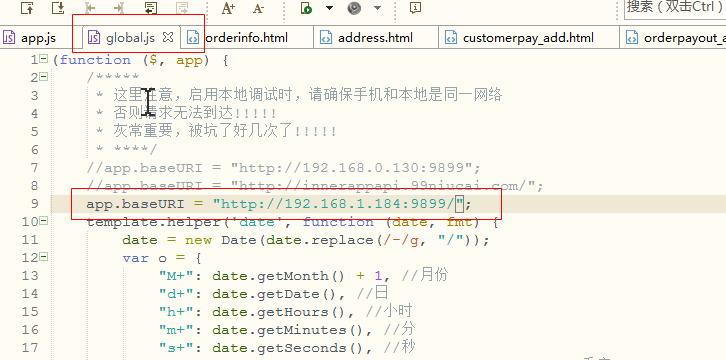 搜索（双击Ctrl）
app.js global.js orderinfo.html address.html customerpay_add.html orderpayout_a
1 (function ($, app) {
2 /*****
3 * 这里注意，启用本地调试时，请确保手机和本地是同一网络
4 * 否则请求无法到达!!!!!
5 * 灰常重要，被坑了好几次了!!!!!
6 * ****/
7 //app.baseURI = "http://192.168.0.130:9899";
8 //app.baseURI = "http://innerappapi.99niucai.com/";
9 app.baseURI = "http://192.168.1.184:9899/";
10 template.helper('date', function (date, fmt) {
11 date = new Date(date.replace(/-/g, "/"));
12 var o = {
13 "M+": date.getMonth() + 1, //月份
14 "d+": date.getDate(), //日
15 "h+": date.getHours(), //小时
16 "m+": date.getMinutes(), //分
17 "s+": date.getSeconds(), //秒